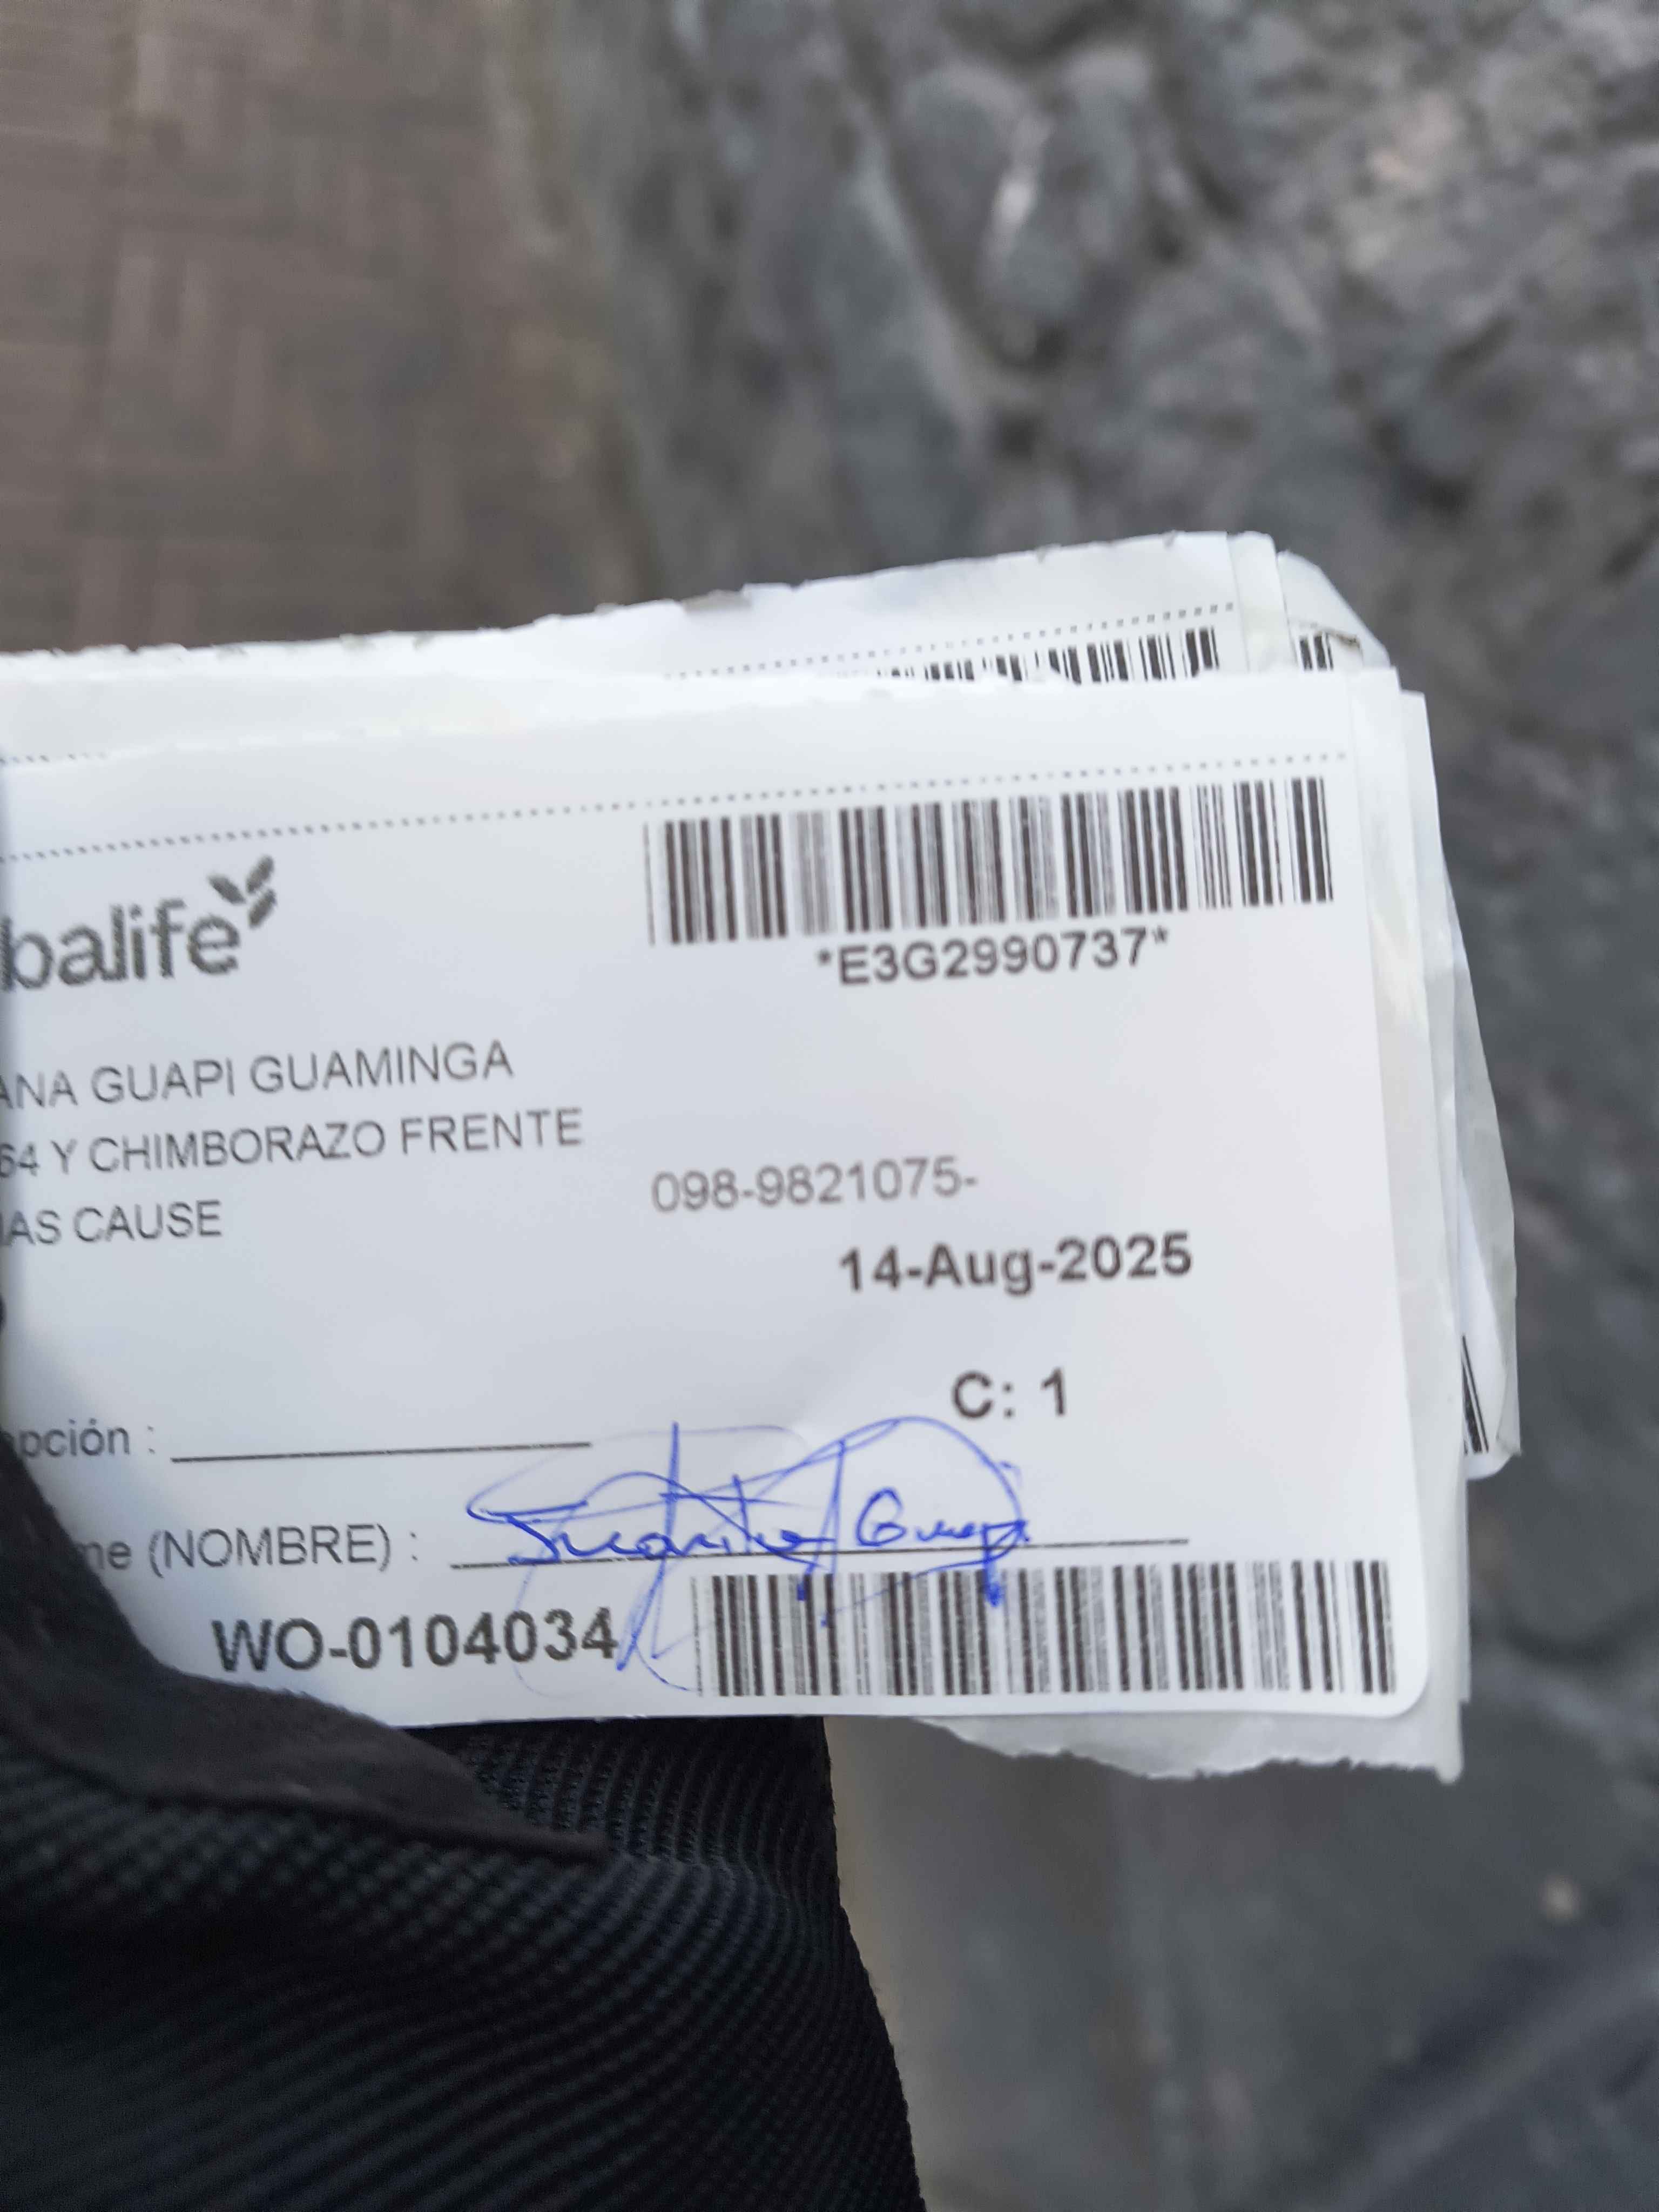 balife
*E3G2990737*
ANA GUAPI GUAMINGA
64 Y CHIMBORAZO FRENTE
098-9821075-
IAS CAUSE
14-Aug-2025
C: 1
pción :
me (NOMBRE) :
WO-0104034